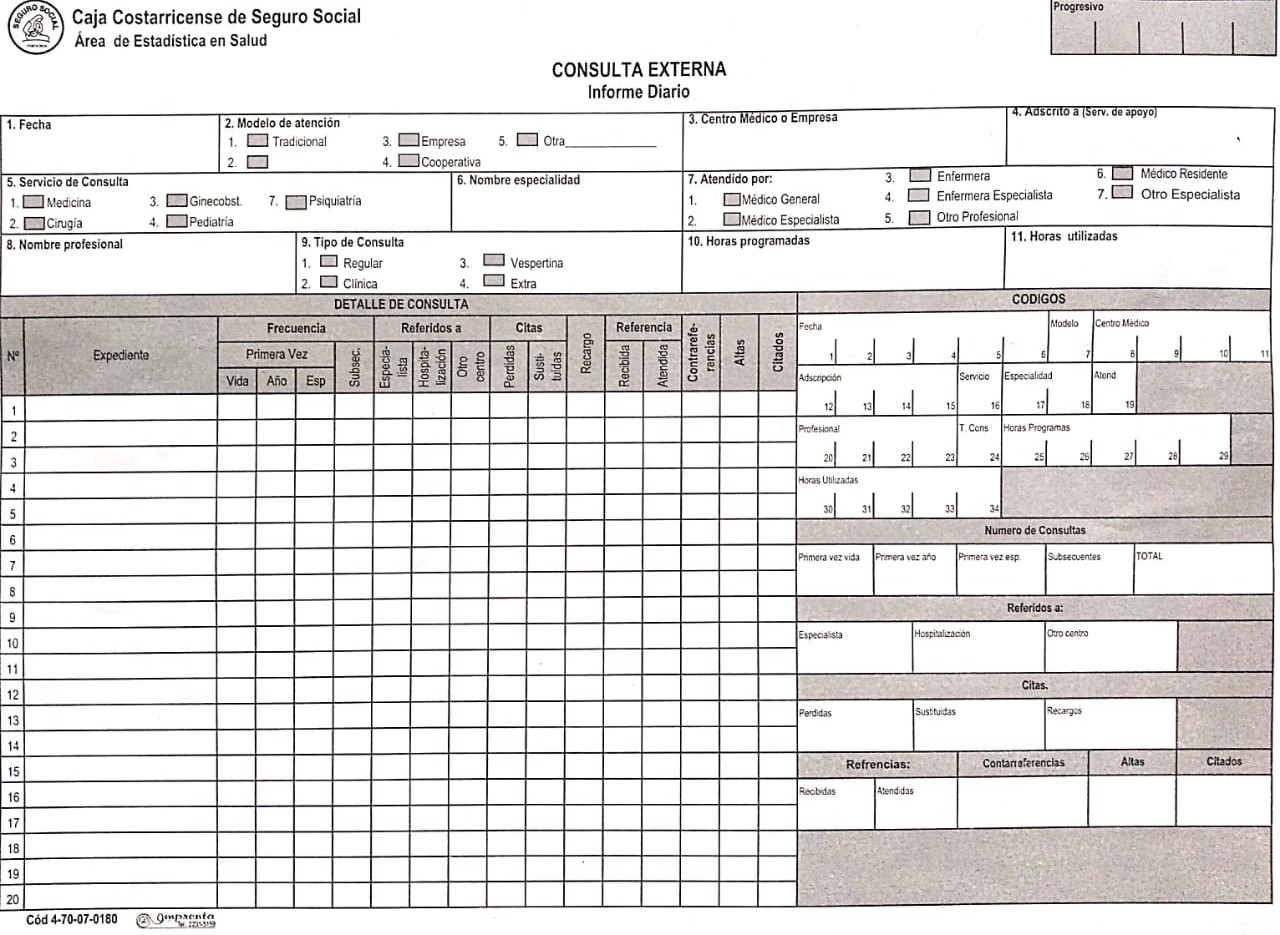 SEGURO SOCIAL
Caja Costarricense de Seguro Social
Área de Estadística en Salud
Progresivo
CONSULTA EXTERNA
Informe Diario
1. Fecha
2. Modelo de atención
1. Tradicional 3. Empresa 5. Otra____________
2. 4. Cooperativa
3. Centro Médico o Empresa
4. Adscrito a (Serv. de apoyo)
5. Servicio de Consulta
1. Medicina 3. Ginecobst. 7. Psiquiatría
2. Cirugía 4. Pediatría
6. Nombre especialidad
7. Atendido por:
1. Médico General
2. Médico Especialista
3. Enfermera
4. Enfermera Especialista
5. Otro Profesional
6. Médico Residente
7. Otro Especialista
8. Nombre profesional
9. Tipo de Consulta
1. Regular 3. Vespertina
2. Clínica 4. Extra
10. Horas programadas
11. Horas utilizadas
DETALLE DE CONSULTA
Nº
Expediente
Frecuencia
Primera Vez
Vida Año Esp
Subsec.
Referidos a
Especia-
lista
Hospita-
lización
Otro
centro
Citas
Perdidas
Susti-
tuidas
Recargo
Referencia
Recibida
Atendida
Contrarefe-
rencias
Altas
Citados
1
2
3
4
5
6
7
8
9
10
11
12
13
14
15
16
17
18
19
20
CODIGOS
Fecha Modelo Centro Médico
1 2 3 4 5 6 7 8 9 10 11
Adscripción Servicio Especialidad Atend.
12 13 14 15 16 17 18 19
Profesional T. Cons Horas Programas
20 21 22 23 24 25 26 27 28 29
Horas Utilizadas
30 31 32 33 34
Numero de Consultas
Primera vez vida Primera vez año Primera vez esp. Subsecuentes TOTAL
Referidos a:
Especialista Hospitalización Otro centro
Citas.
Perdidas Sustituidas Recargos
Refrencias: Contarreferencias Altas Citados
Recibidas Atendidas
Cód 4-70-07-0180
Imprenta